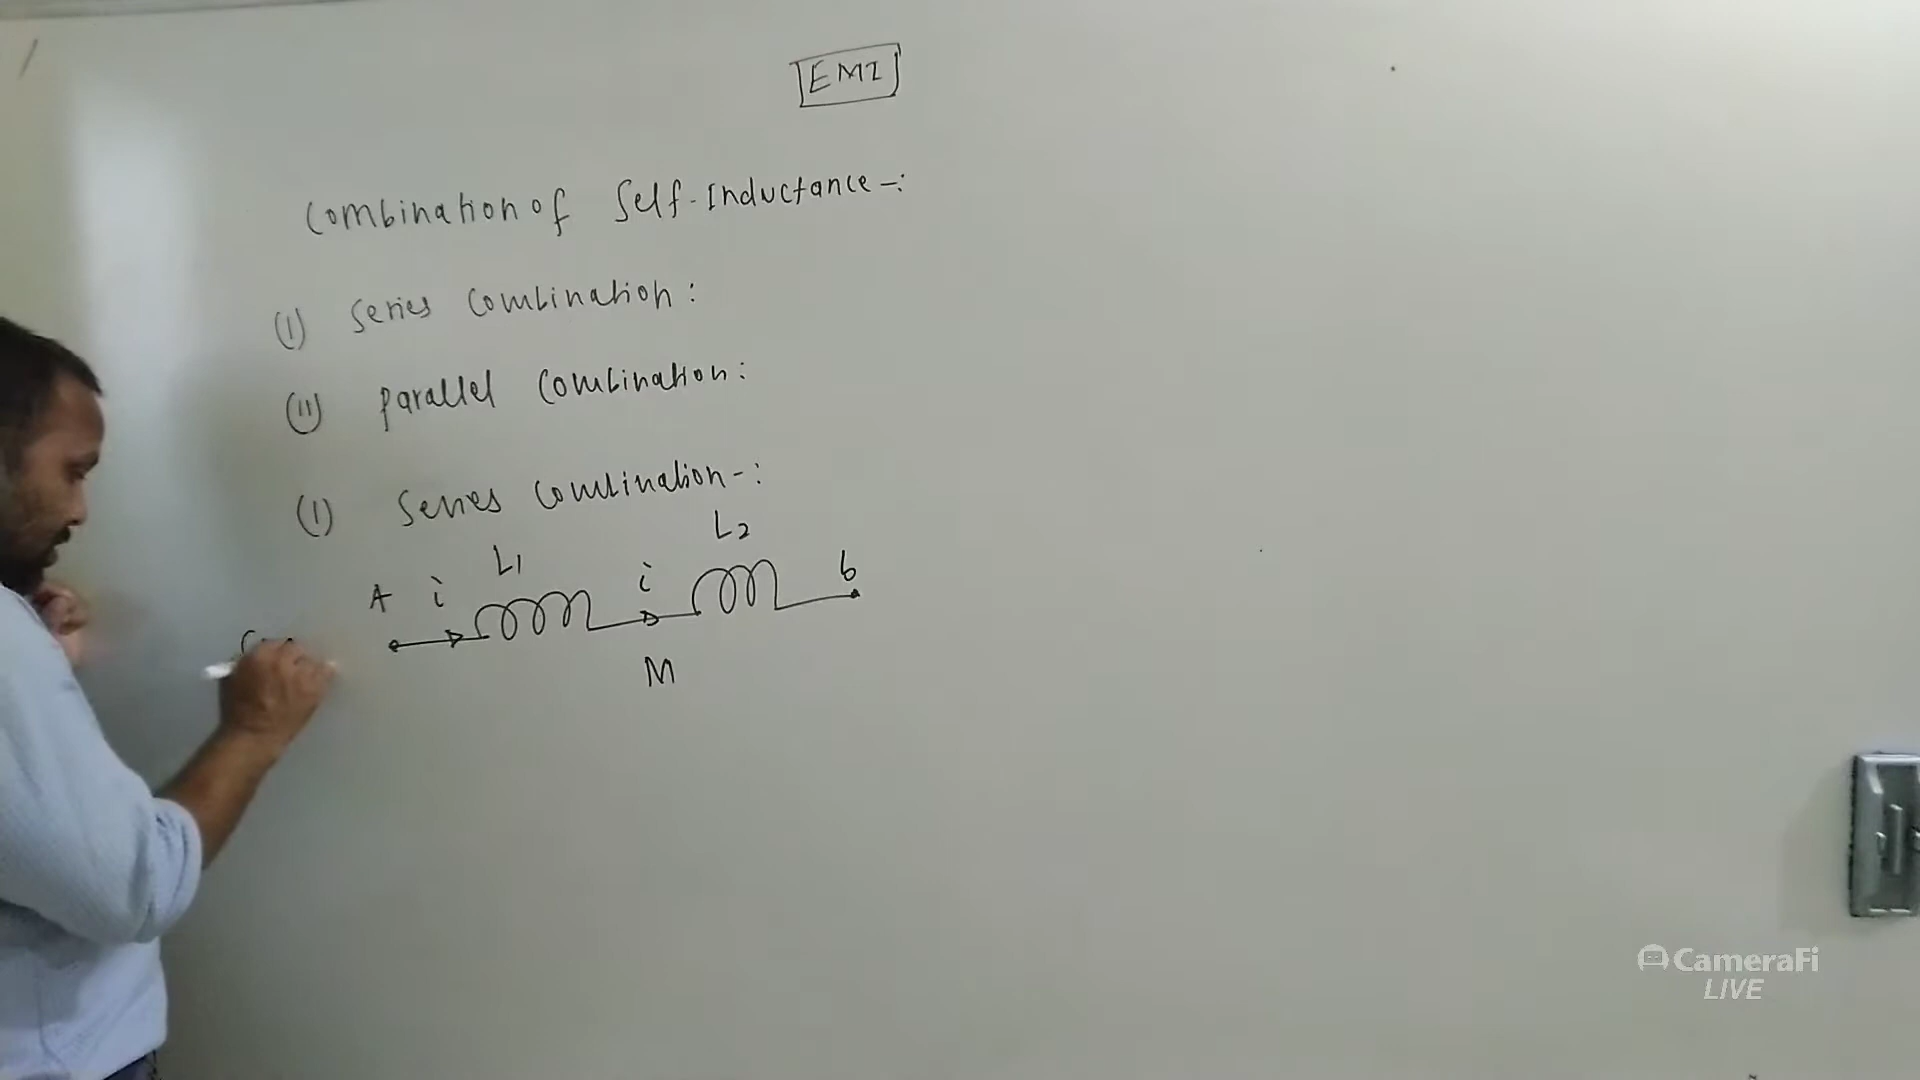 EMI
Combination of Self-Inductance-:
(I) Series Combination:
(II) Parallel Combination:
(I) Series Combination-:
L1 L2
A i i b
M
CameraFi
LIVE